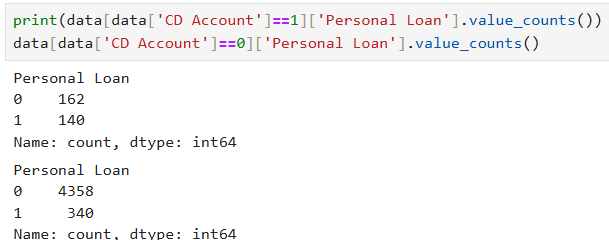 print(data[data['CD Account']==1]['Personal Loan'].value_counts())
data[data['CD Account']==0]['Personal Loan'].value_counts()
Personal Loan
0    162
1    140
Name: count, dtype: int64
Personal Loan
0    4358
1     340
Name: count, dtype: int64